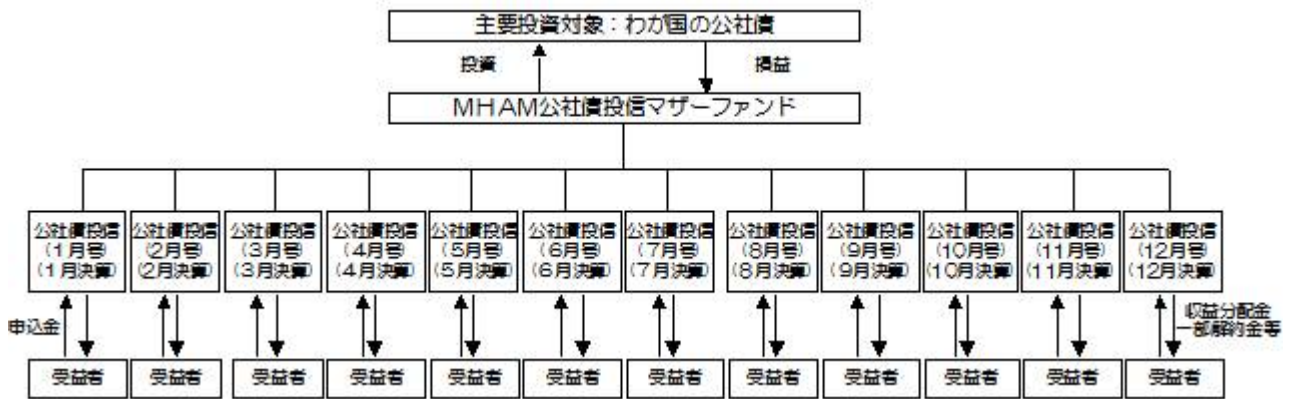 主要投資対象：わが国の公社債
投資
損益
MHAM公社債投信マザーファンド
公社債投信
(1月号)
(1月決算)
公社債投信
(2月号)
(2月決算)
公社債投信
(3月号)
(3月決算)
公社債投信
(4月号)
(4月決算)
公社債投信
(5月号)
(5月決算)
公社債投信
(6月号)
(6月決算)
公社債投信
(7月号)
(7月決算)
公社債投信
(8月号)
(8月決算)
公社債投信
(9月号)
(9月決算)
公社債投信
(10月号)
(10月決算)
公社債投信
(11月号)
(11月決算)
公社債投信
(12月号)
(12月決算)
申込金
収益分配金
一部解約金等
受益者
受益者
受益者
受益者
受益者
受益者
受益者
受益者
受益者
受益者
受益者
受益者